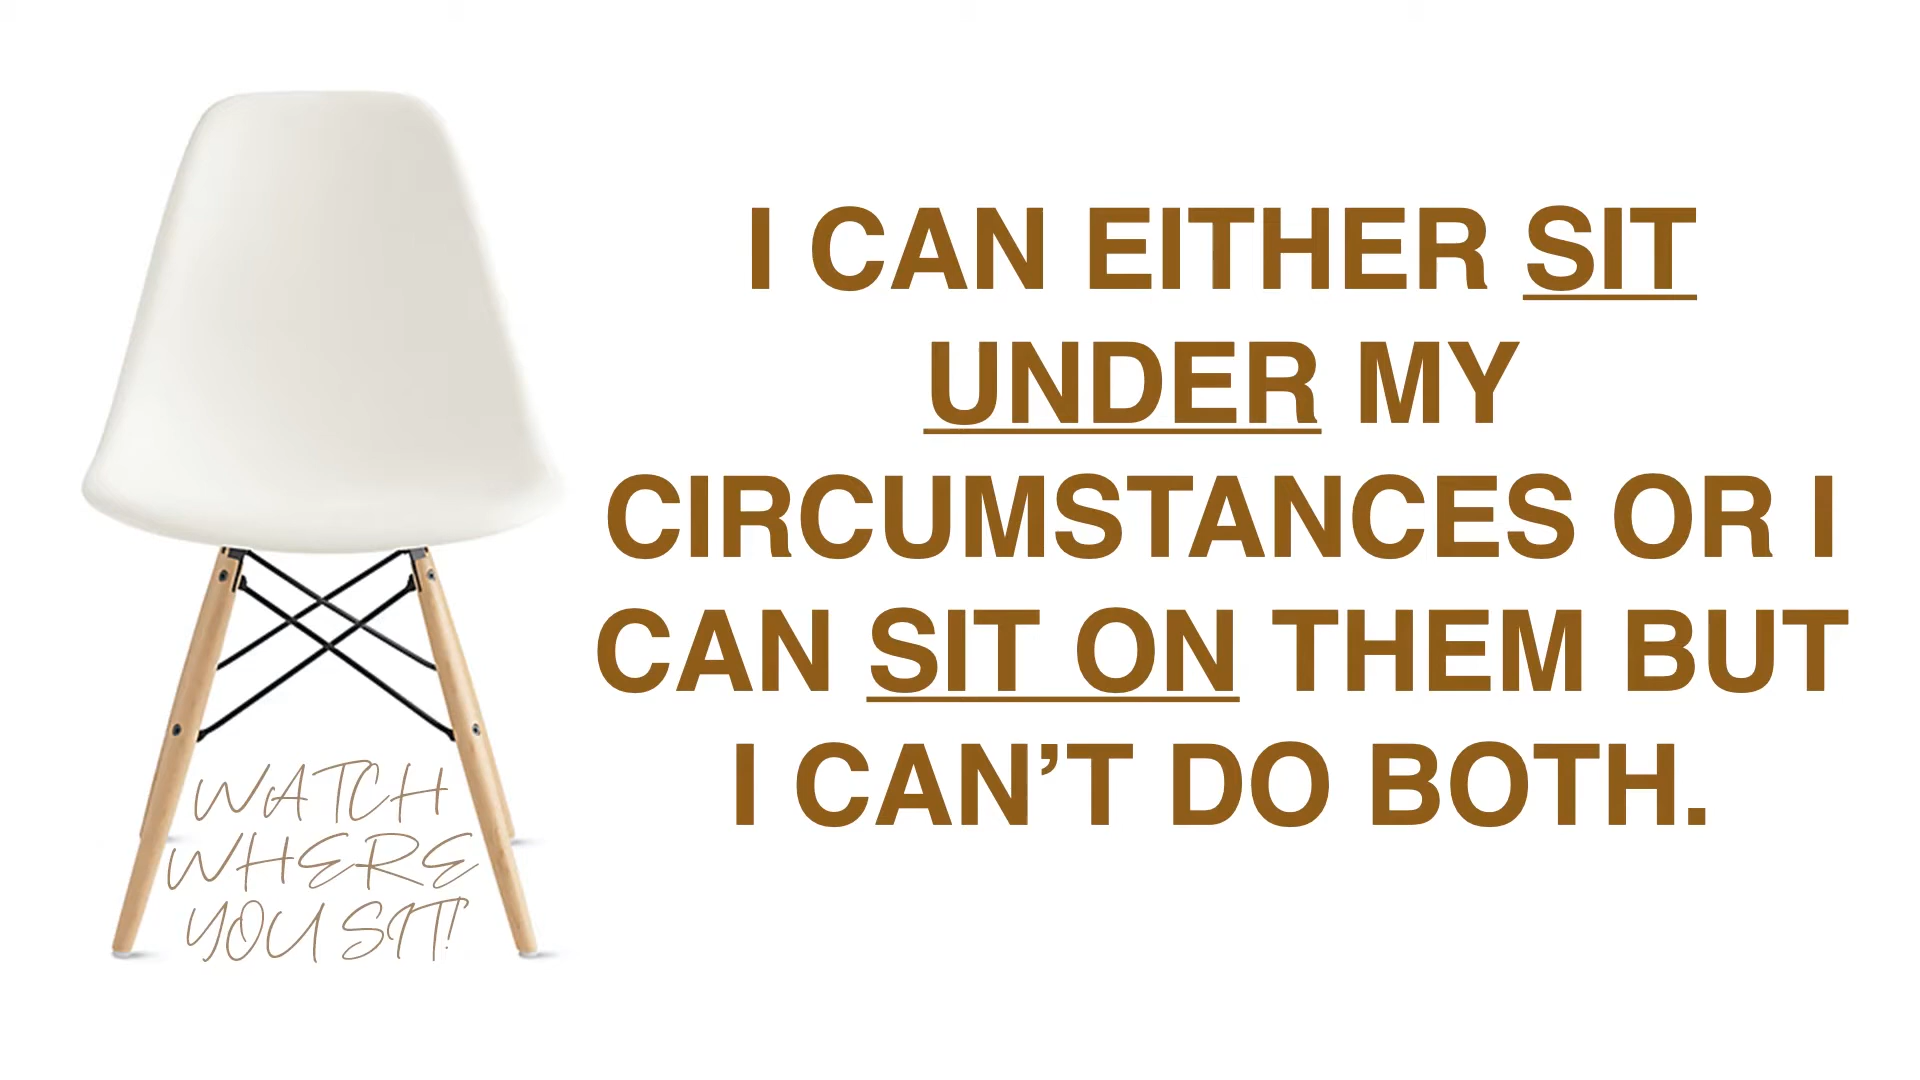 I CAN EITHER SIT
UNDER MY
CIRCUMSTANCES OR I
CAN SIT ON THEM BUT
I CAN’T DO BOTH.
WATCH
WHERE
YOU SIT!